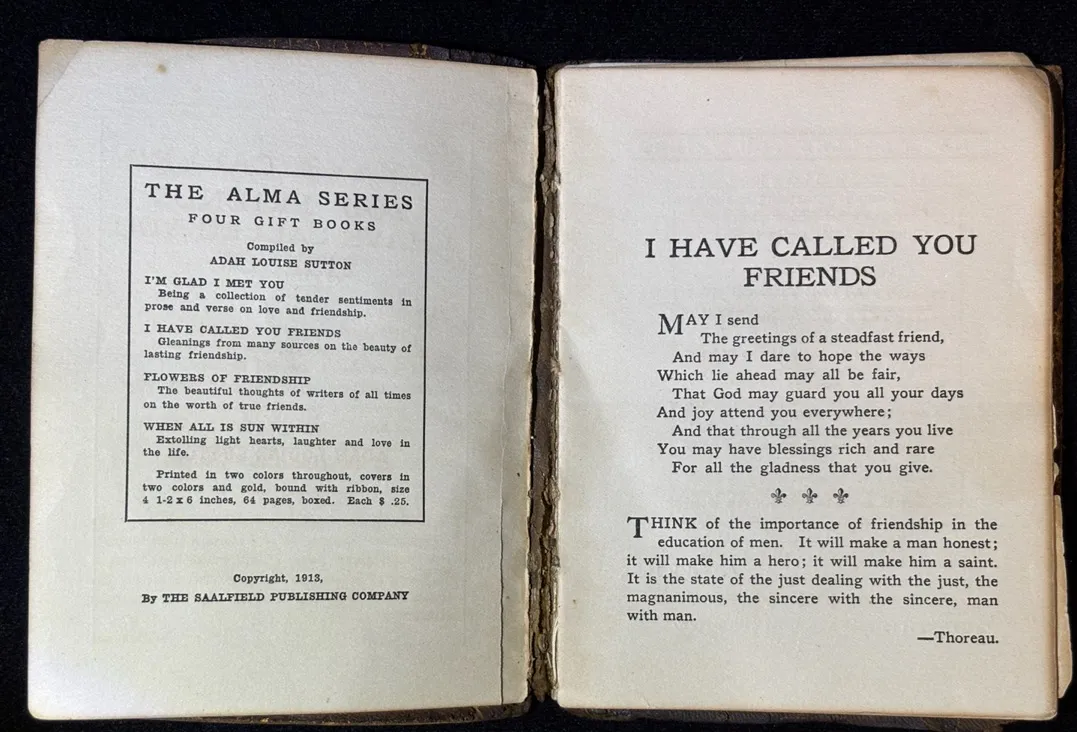 THE ALMA SERIES
FOUR GIFT BOOKS
Compiled by
ADAH LOUISE SUTTON
I'M GLAD I MET YOU
Being a collection of tender sentiments in
prose and verse on love and friendship.
I HAVE CALLED YOU FRIENDS
Gleanings from many sources on the beauty of
lasting friendship.
FLOWERS OF FRIENDSHIP
The beautiful thoughts of writers of all times
on the worth of true friends.
WHEN ALL IS SUN WITHIN
Extolling light hearts, laughter and love in
the life.
Printed in two colors throughout, covers in
two colors and gold, bound with ribbon, size
4 1-2 x 6 inches, 64 pages, boxed. Each $ .25.
Copyright, 1913,
By THE SAALFIELD PUBLISHING COMPANY
I HAVE CALLED YOU
FRIENDS
MAY I send
The greetings of a steadfast friend,
And may I dare to hope the ways
Which lie ahead may all be fair,
That God may guard you all your days
And joy attend you everywhere;
And that through all the years you live
You may have blessings rich and rare
For all the gladness that you give.
THINK of the importance of friendship in the
education of men. It will make a man honest;
it will make him a hero; it will make him a saint.
It is the state of the just dealing with the just, the
magnanimous, the sincere with the sincere, man
with man.
—Thoreau.